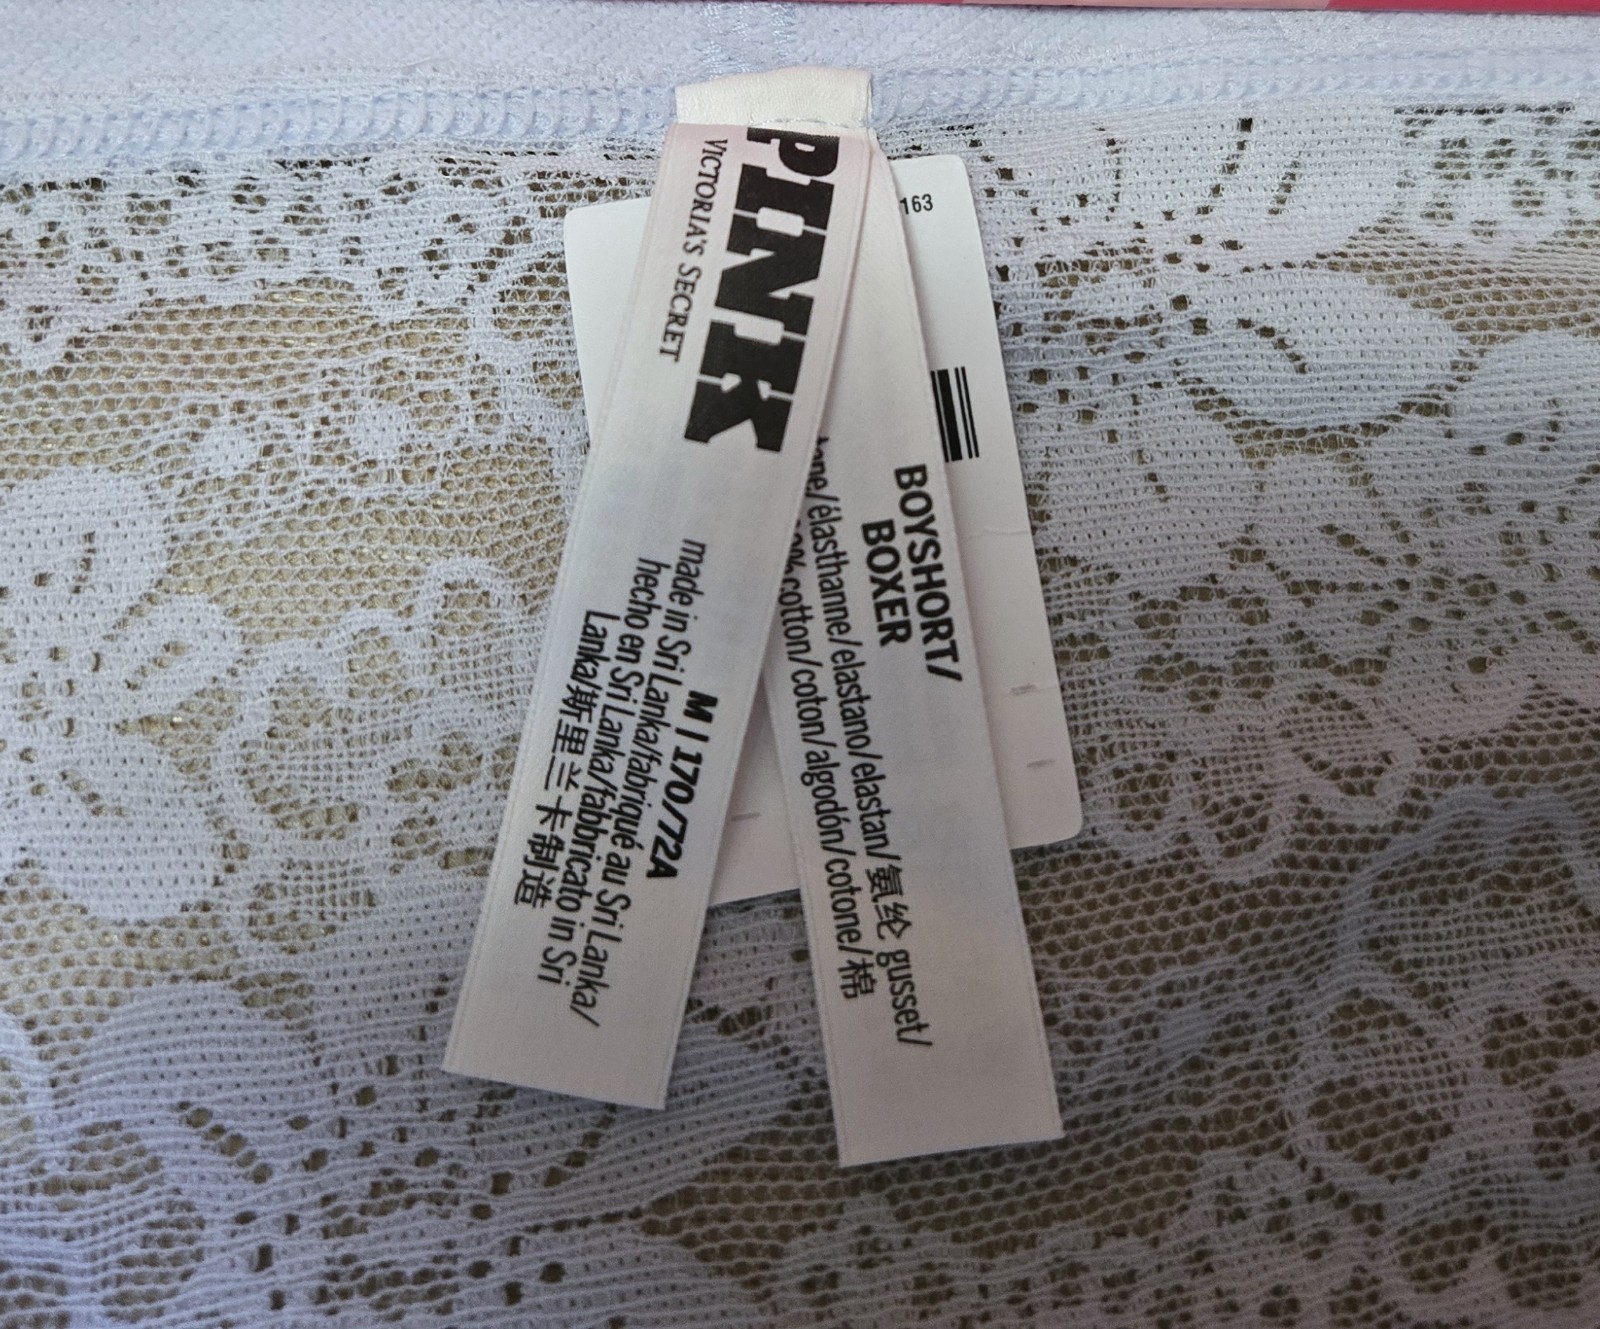 PINK
VICTORIA'S SECRET
M | 170/72A
made in Sri Lanka/fabriqué au Sri Lanka/
hecho en Sri Lanka/fabbricato in Sri
Lanka/斯里兰卡制造
BOYSHORT/
BOXER
/élasthanne/elastano/elastan/氨纶 gusset/
cotton/coton/algodón/cotone/棉
163